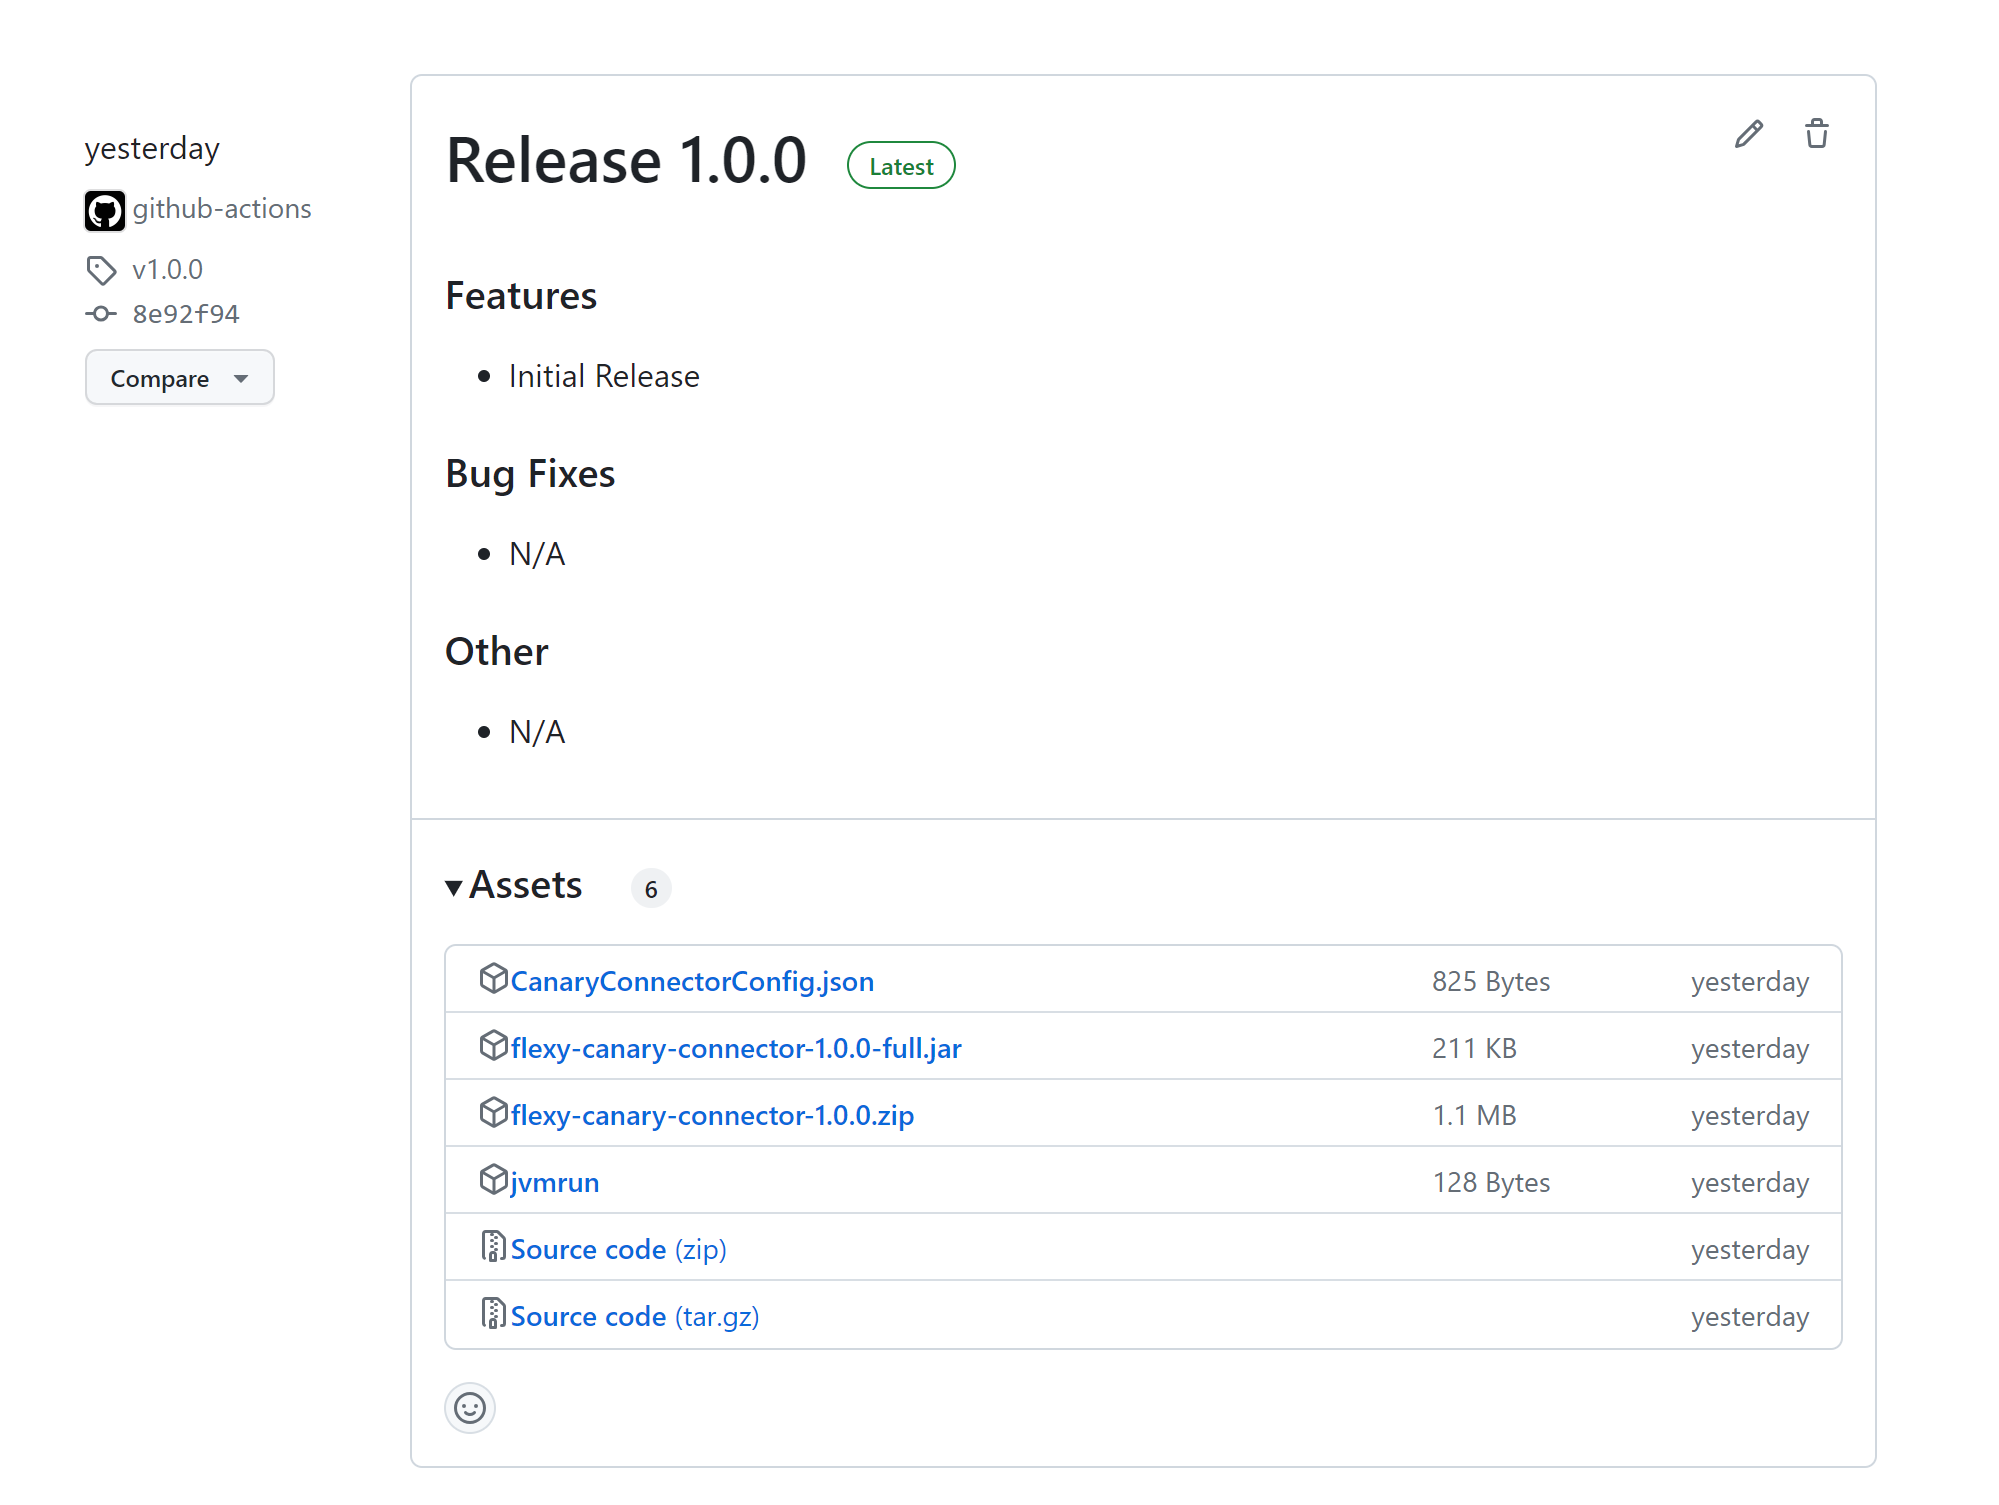 yesterday
github-actions
v1.0.0
8e92f94
Compare
Release 1.0.0 Latest
Features
Initial Release
Bug Fixes
N/A
Other
N/A
Assets 6
CanaryConnectorConfig.json 825 Bytes yesterday
flexy-canary-connector-1.0.0-full.jar 211 KB yesterday
flexy-canary-connector-1.0.0.zip 1.1 MB yesterday
jvmrun 128 Bytes yesterday
Source code (zip) yesterday
Source code (tar.gz) yesterday